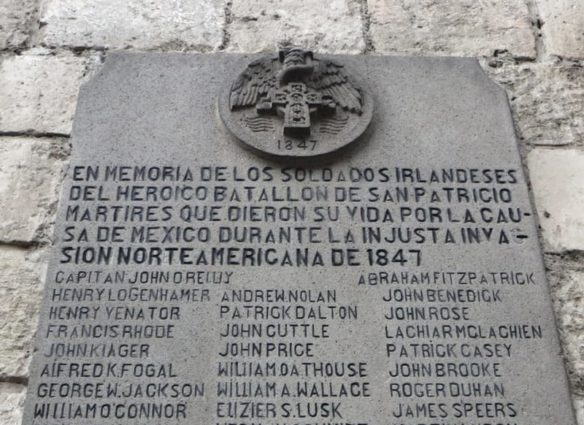 1847
EN MEMORIA DE LOS SOLDADOS IRLANDESES
DEL HEROICO BATALLON DE SAN PATRICIO
MARTIRES QUE DIERON SU VIDA POR LA CAU-
SA DE MEXICO DURANTE LA INJUSTA INVA-
SION NORTEAMERICANA DE 1847
CAPITAN JOHN OREILLY ABRAHAM FITZPATRICK
HENRY LOGENHAMER ANDREW NOLAN JOHN BENEDICK
HENRY VENATOR PATRICK DALTON JOHN ROSE
FRANCIS RHODE JOHN CUTTLE LACHIAR MCLACHIEN
JOHN KIAGER JOHN PRICE PATRICK CASEY
ALFRED K. FOGAL WILLIAM OATHOUSE JOHN BROOKE
GEORGE W. JACKSON WILLIAM A. WALLACE ROGER DUHAN
WILLIAM O'CONNOR ELIZIER S. LUSK JAMES SPEERS